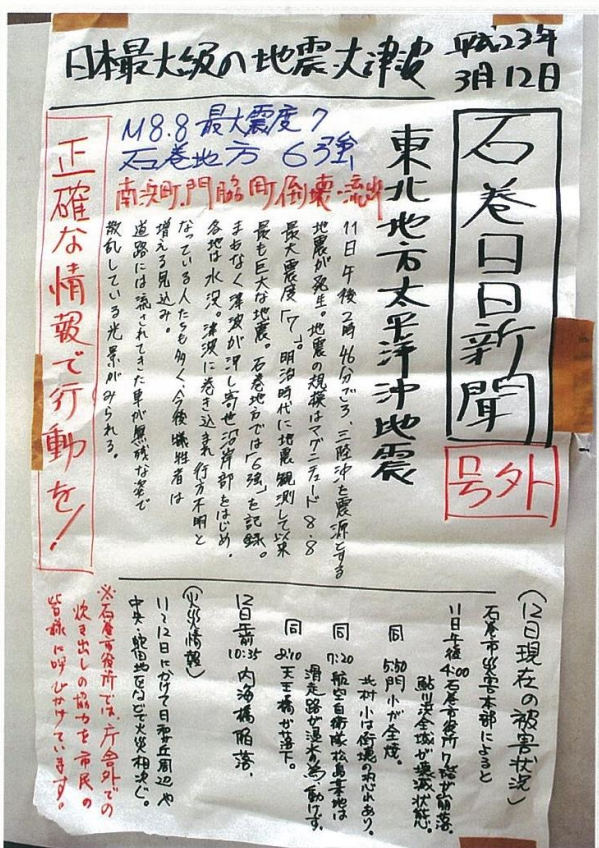 日本最大級の地震・大津波
平成23年
3月12日
石巻日日新聞
号外
東北地方太平洋沖地震
M8.8 最大震度7
石巻地方 6強
南浜町、門脇町倒壊・流出
11日午後2時46分ごろ、三陸沖を震源とする
地震が発生。地震の規模はマグニチュード8.8
最大震度「7」。明治時代に地震観測して以来
最も巨大な地震。石巻地方では「6強」を記録。
まもなく津波が押し寄せ沿岸部をはじめ、
各地は水没。津波に巻き込まれ行方不明と
なっている人たちも多く、今後犠牲者は
増える見込み。
道路には流されてきた車が無残な姿で
散乱している光景がみられる。
正確な情報で行動を!
(12日現在の被害状況)
石巻市災害本部によると
11日午後4:00 石巻市役所7階が崩落。
鮎川浜全域が壊滅状態。
同 5:50 門小が全焼。
北村小は倒壊の恐れあり。
同 7:20 航空自衛隊松島基地は
滑走路が浸水の為動けず。
同 8:10 天王橋が落下。
12日午前10:35 内海橋陥落。
(火災情報)
11〜12日にかけて日和丘周辺や
中央・蛇田地区などで火災相次ぐ。
※石巻市役所では、庁舎外での
炊き出しの協力を市民の
皆様に呼びかけています。